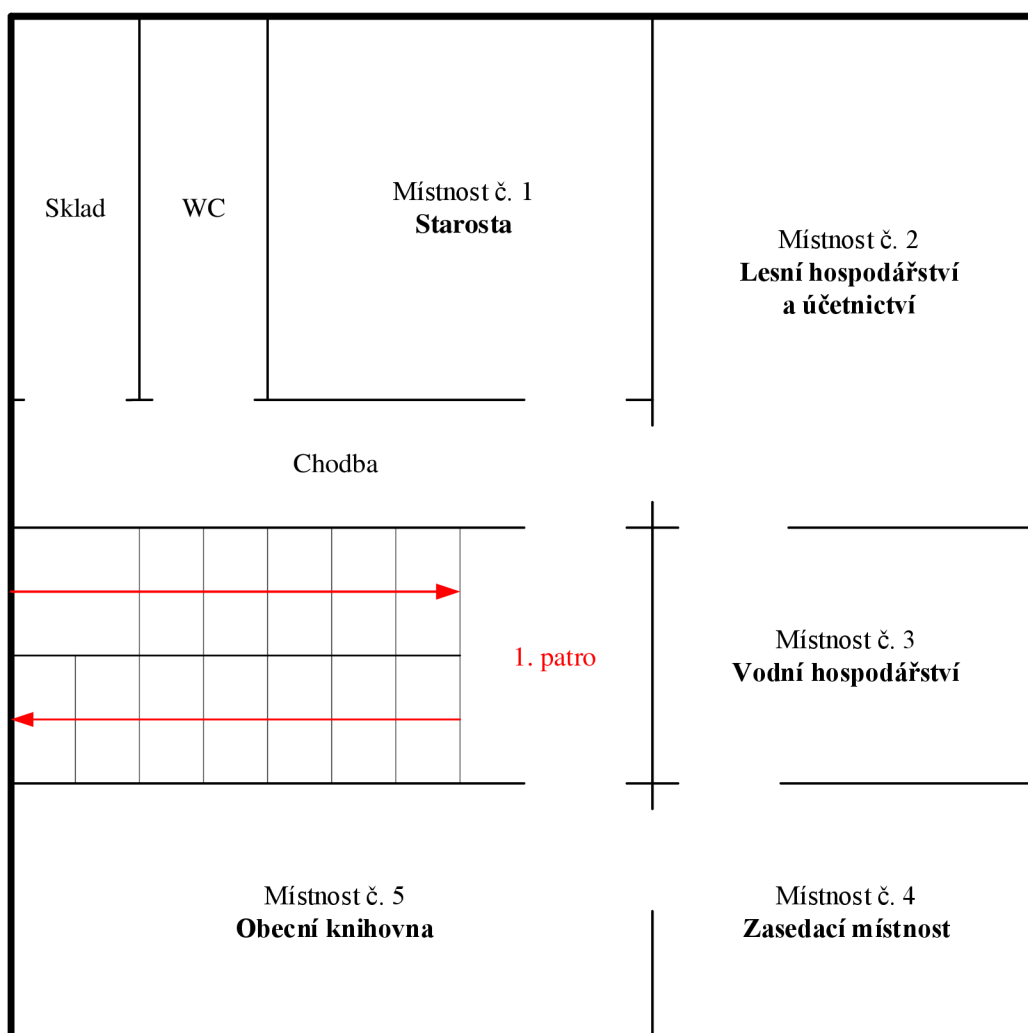 Sklad
WC
Místnost č. 1
Starosta
Místnost č. 2
Lesní hospodářství
a účetnictví
Chodba
1. patro
Místnost č. 3
Vodní hospodářství
Místnost č. 5
Obecní knihovna
Místnost č. 4
Zasedací místnost